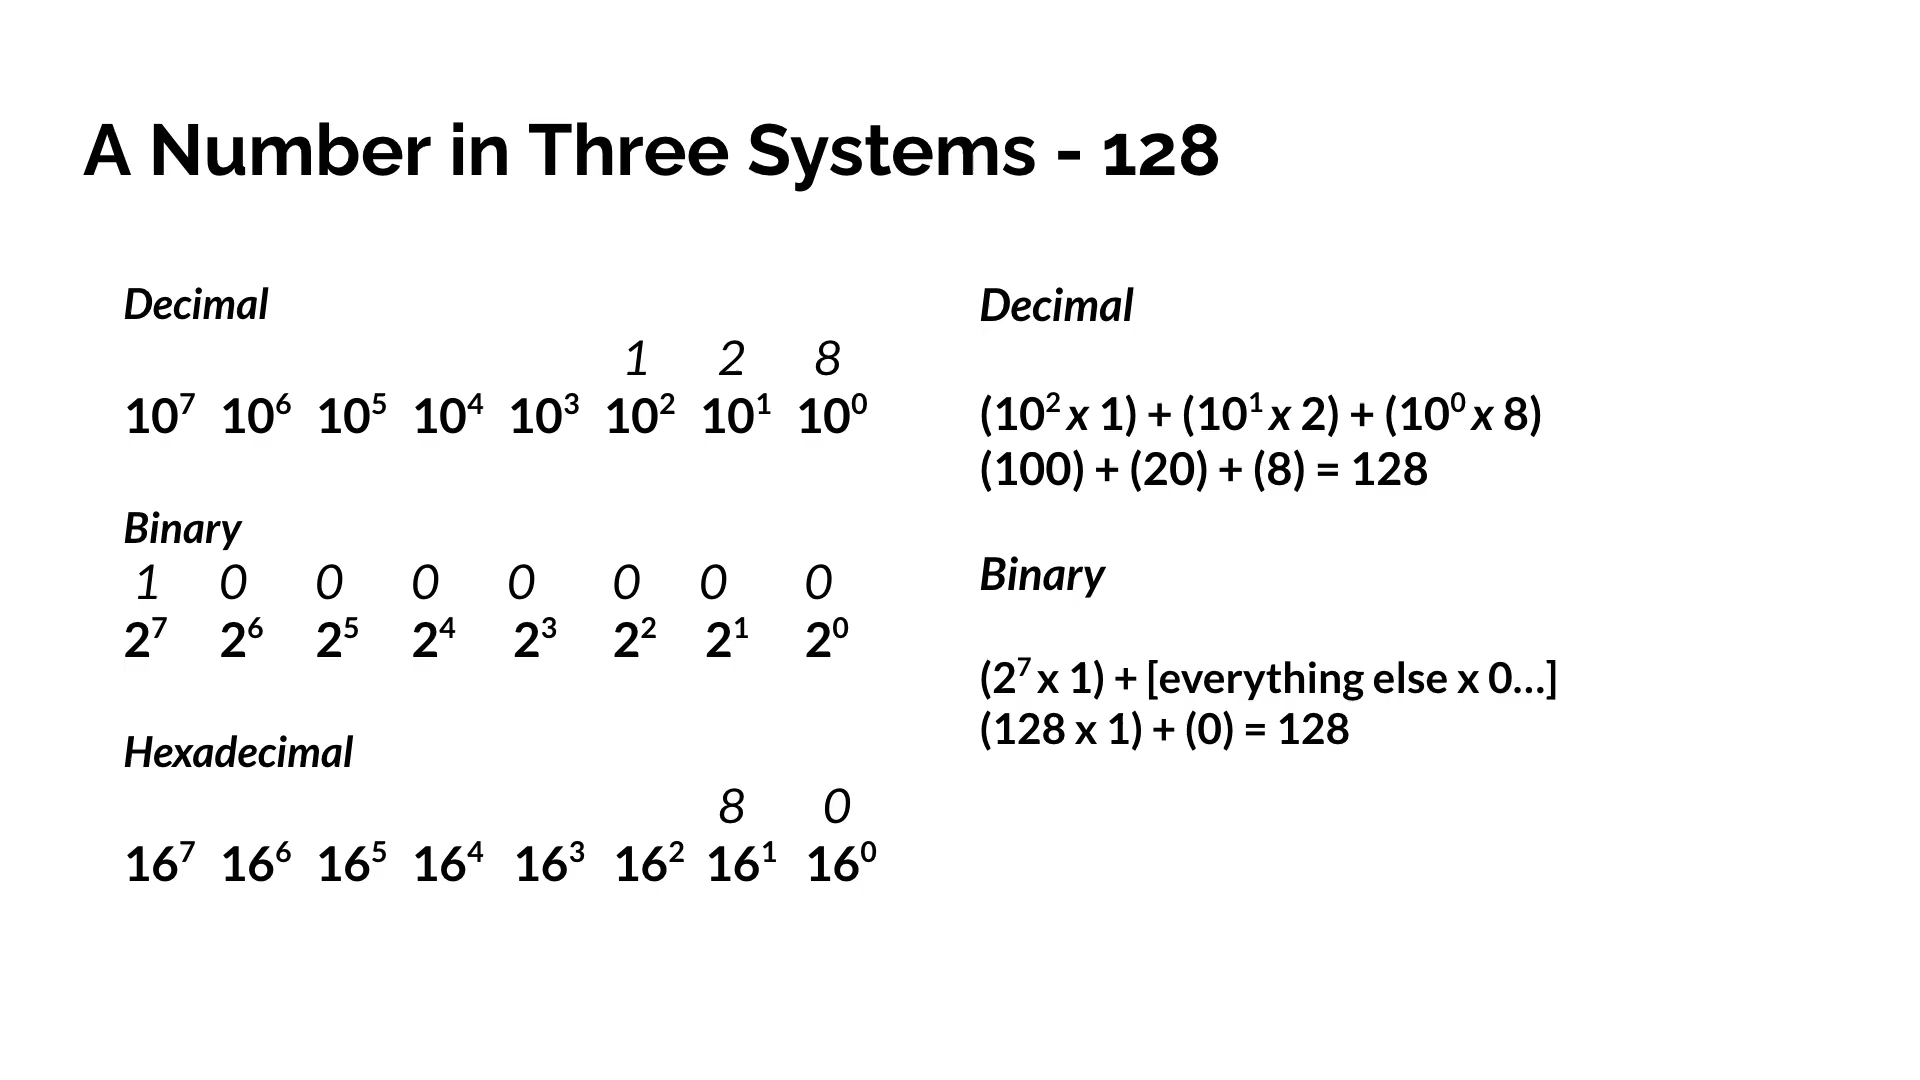 A Number in Three Systems - 128
Decimal
1 2 8
10⁷ 10⁶ 10⁵ 10⁴ 10³ 10² 10¹ 10⁰
Binary
1 0 0 0 0 0 0 0
2⁷ 2⁶ 2⁵ 2⁴ 2³ 2² 2¹ 2⁰
Hexadecimal
8 0
16⁷ 16⁶ 16⁵ 16⁴ 16³ 16² 16¹ 16⁰
Decimal
(10² x 1) + (10¹ x 2) + (10⁰ x 8)
(100) + (20) + (8) = 128
Binary
(2⁷ x 1) + [everything else x 0...]
(128 x 1) + (0) = 128